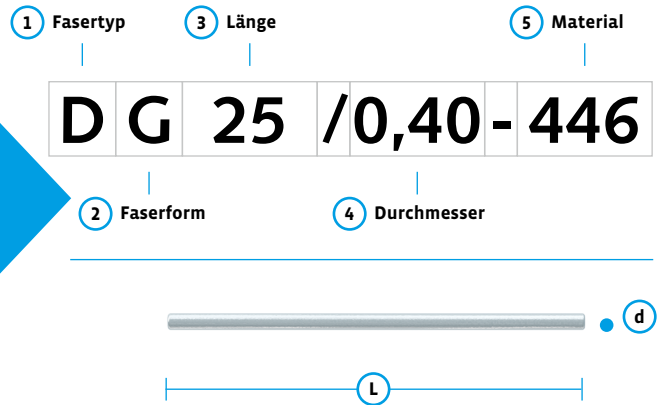 1 Fasertyp 3 Länge 5 Material
D G 25 /0,40-446
2 Faserform 4 Durchmesser
d
L